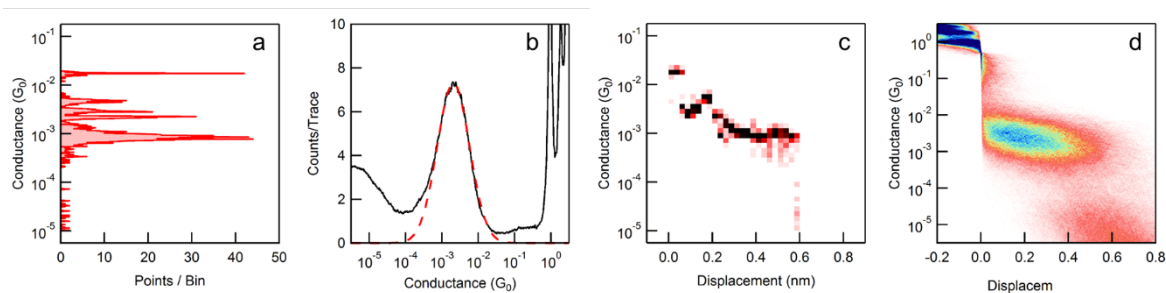 a
10⁻¹
10⁻²
10⁻³
10⁻⁴
10⁻⁵
Conductance (G₀)
0 10 20 30 40 50
Points / Bin
b
10
8
6
4
2
0
Counts/Trace
10⁻⁵ 10⁻⁴ 10⁻³ 10⁻² 10⁻¹ 10⁰
Conductance (G₀)
c
10⁻¹
10⁻²
10⁻³
10⁻⁴
10⁻⁵
Conductance (G₀)
0.0 0.2 0.4 0.6 0.8
Displacement (nm)
d
10⁰
10⁻¹
10⁻²
10⁻³
10⁻⁴
10⁻⁵
Conductance (G₀)
-0.2 0.0 0.2 0.4 0.6 0.8
Displacem